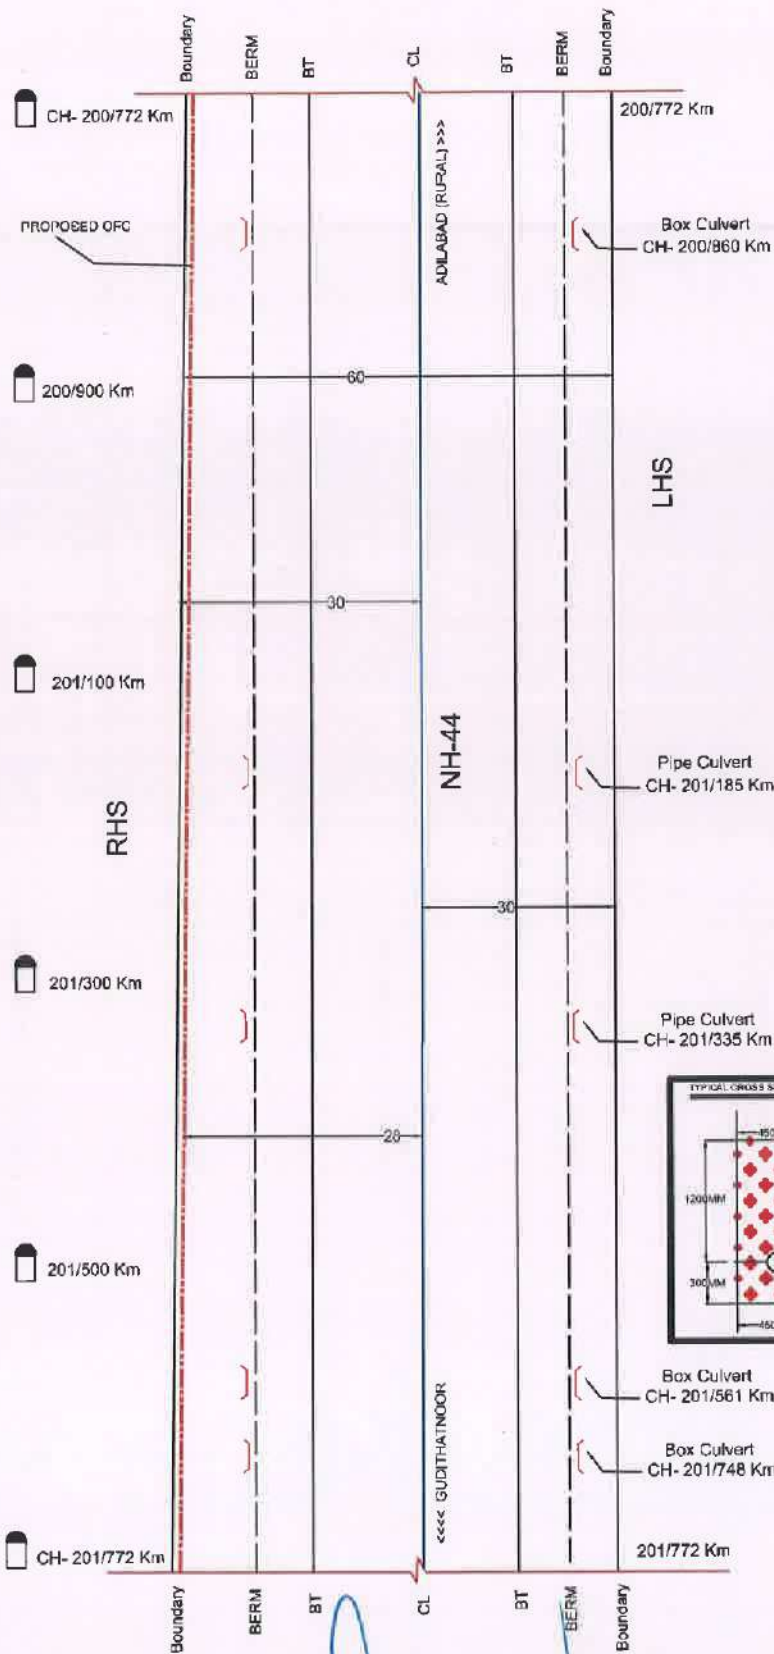 Boundary
BERM
BT
CL
BT
BERM
Boundary
CH- 200/772 Km
200/772 Km
ADILABAD (RURAL) >>>
PROPOSED OFC
Box Culvert
CH- 200/860 Km
60
200/900 Km
LHS
30
201/100 Km
NH-44
Pipe Culvert
CH- 201/185 Km
RHS
30
201/300 Km
Pipe Culvert
CH- 201/335 Km
TYPICAL CROSS
1200MM
300MM
28
201/500 Km
Box Culvert
CH- 201/561 Km
<<<< GUDITHATNOOR
Box Culvert
CH- 201/748 Km
CH- 201/772 Km
201/772 Km
Boundary
BERM
BT
CL
BT
BERM
Boundary